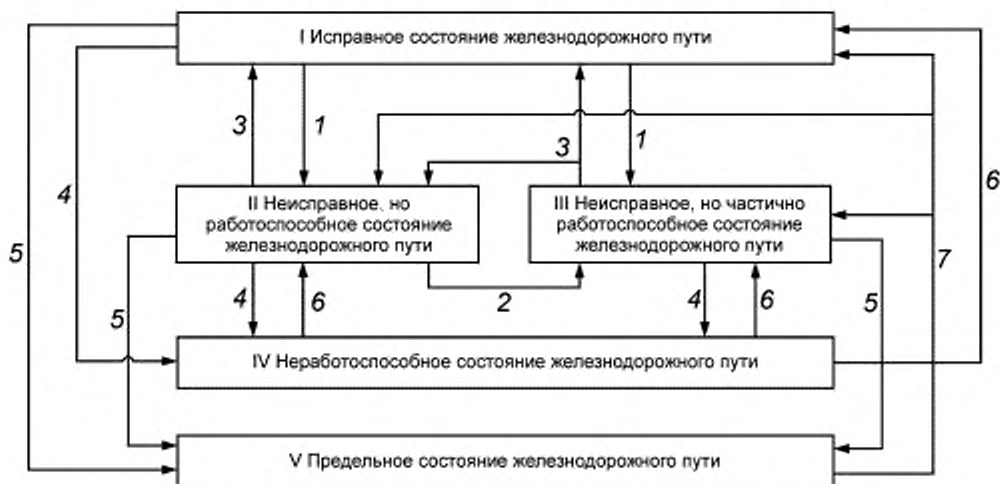 I Исправное состояние железнодорожного пути
3
1
3
1
4
6
II Неисправное, но
работоспособное состояние
железнодорожного пути
III Неисправное, но частично
работоспособное состояние
железнодорожного пути
5
7
5
4
6
2
4
6
5
IV Неработоспособное состояние железнодорожного пути
V Предельное состояние железнодорожного пути